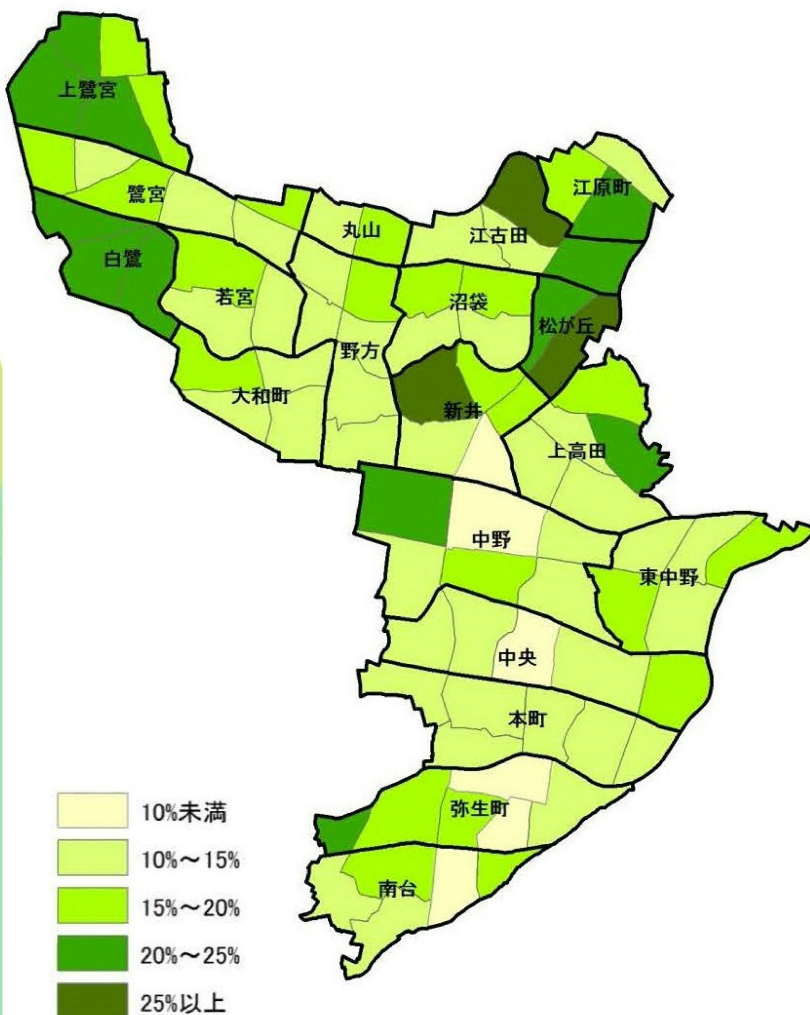 上鷺宮
鷺宮
白鷺
若宮
丸山
江古田
江原町
沼袋
松が丘
野方
大和町
新井
上高田
中野
東中野
中央
本町
弥生町
南台
10%未満
10%～15%
15%～20%
20%～25%
25%以上